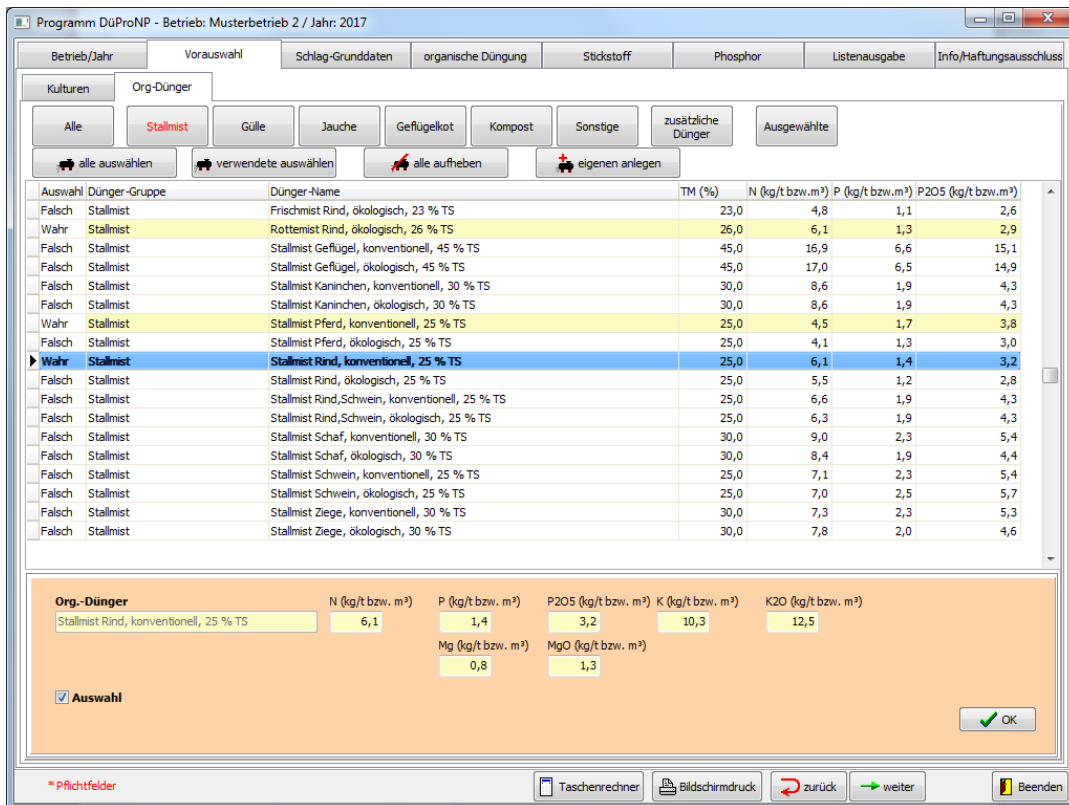 Programm DüProNP - Betrieb: Musterbetrieb 2 / Jahr: 2017
Betrieb/Jahr Vorauswahl Schlag-Grunddaten organische Düngung Stickstoff Phosphor Listenausgabe Info/Haftungsausschluss
Kulturen Org-Dünger
Alle Stallmist Gülle Jauche Geflügelkot Kompost Sonstige zusätzliche Dünger Ausgewählte
alle auswählen verwendete auswählen alle aufheben eigenen anlegen
Auswahl Dünger-Gruppe Dünger-Name TM (%) N (kg/t bzw.m³) P (kg/t bzw.m³) P2O5 (kg/t bzw.m³)
Falsch Stallmist Frischmist Rind, ökologisch, 23 % TS 23,0 4,8 1,1 2,6
Wahr Stallmist Rottemist Rind, ökologisch, 26 % TS 26,0 6,1 1,3 2,9
Falsch Stallmist Stallmist Geflügel, konventionell, 45 % TS 45,0 16,9 6,6 15,1
Falsch Stallmist Stallmist Geflügel, ökologisch, 45 % TS 45,0 17,0 6,5 14,9
Falsch Stallmist Stallmist Kaninchen, konventionell, 30 % TS 30,0 8,6 1,9 4,3
Falsch Stallmist Stallmist Kaninchen, ökologisch, 30 % TS 30,0 8,6 1,9 4,3
Wahr Stallmist Stallmist Pferd, konventionell, 25 % TS 25,0 4,5 1,7 3,8
Falsch Stallmist Stallmist Pferd, ökologisch, 25 % TS 25,0 4,1 1,3 3,0
Wahr Stallmist Stallmist Rind, konventionell, 25 % TS 25,0 6,1 1,4 3,2
Falsch Stallmist Stallmist Rind, ökologisch, 25 % TS 25,0 5,5 1,2 2,8
Falsch Stallmist Stallmist Rind,Schwein, konventionell, 25 % TS 25,0 6,6 1,9 4,3
Falsch Stallmist Stallmist Rind,Schwein, ökologisch, 25 % TS 25,0 6,3 1,9 4,3
Falsch Stallmist Stallmist Schaf, konventionell, 30 % TS 30,0 9,0 2,3 5,4
Falsch Stallmist Stallmist Schaf, ökologisch, 30 % TS 30,0 8,4 1,9 4,4
Falsch Stallmist Stallmist Schwein, konventionell, 25 % TS 25,0 7,1 2,3 5,4
Falsch Stallmist Stallmist Schwein, ökologisch, 25 % TS 25,0 7,0 2,5 5,7
Falsch Stallmist Stallmist Ziege, konventionell, 30 % TS 30,0 7,3 2,3 5,3
Falsch Stallmist Stallmist Ziege, ökologisch, 30 % TS 30,0 7,8 2,0 4,6
Org.-Dünger N (kg/t bzw. m³) P (kg/t bzw. m³) P2O5 (kg/t bzw. m³) K (kg/t bzw. m³) K2O (kg/t bzw. m³)
Stallmist Rind, konventionell, 25 % TS 6,1 1,4 3,2 10,3 12,5
Mg (kg/t bzw. m³) MgO (kg/t bzw. m³)
0,8 1,3
Auswahl
OK
* Pflichtfelder Taschenrechner Bildschirmdruck zurück weiter Beenden